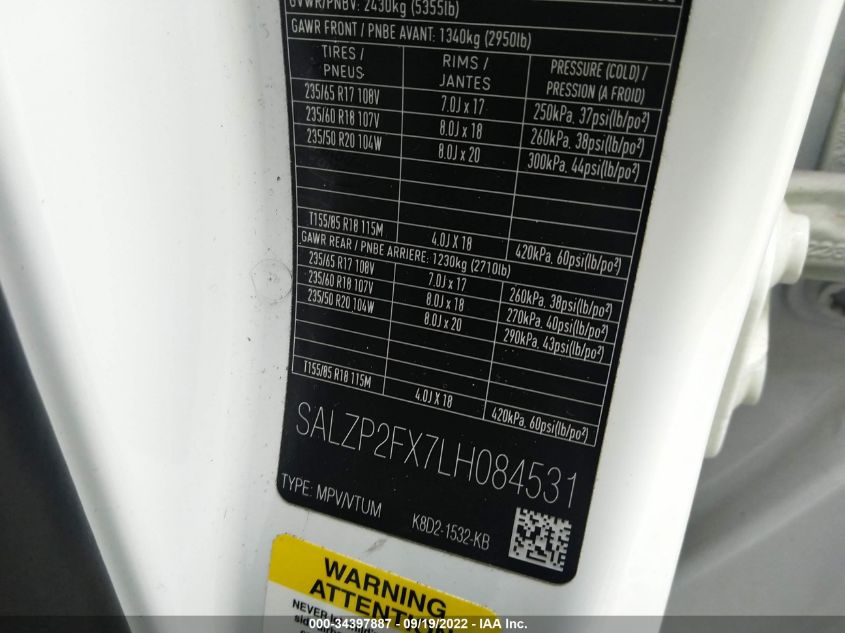 GVWR/PNBV: 2430kg (5355lb)
GAWR FRONT / PNBE AVANT: 1340kg (2950lb)
TIRES / PNEUS RIMS / JANTES PRESSURE (COLD) / PRESSION (A FROID)
235/65 R17 108V 7.0J x 17 250kPa, 37psi(lb/po²)
235/60 R18 107V 8.0J x 18 260kPa, 38psi(lb/po²)
235/50 R20 104W 8.0J x 20 300kPa, 44psi(lb/po²)
T155/85 R18 115M 4.0J X 18 420kPa, 60psi(lb/po²)
GAWR REAR / PNBE ARRIERE: 1230kg (2710lb)
235/65 R17 108V 7.0J x 17 260kPa, 38psi(lb/po²)
235/60 R18 107V 8.0J x 18 270kPa, 40psi(lb/po²)
235/50 R20 104W 8.0J x 20 290kPa, 43psi(lb/po²)
T155/85 R18 115M 4.0J X 18 420kPa, 60psi(lb/po²)
SALZP2FX7LH084531
TYPE: MPV/VTUM K8D2-1532-KB
WARNING
ATTENTION
NEVER
000-34397887 - 09/19/2022 - IAA Inc.